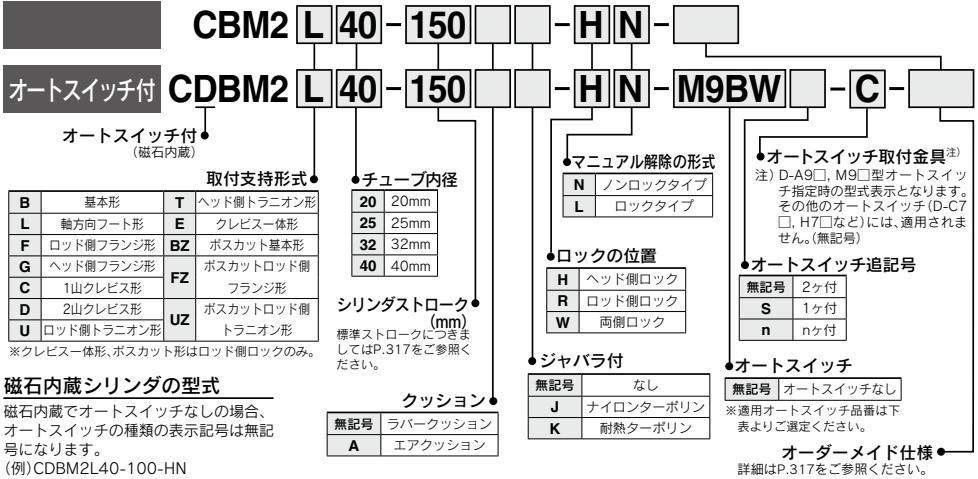 CBM2 L 40-150 -H N-
オートスイッチ付 CDBM2 L 40-150 -H N-M9BW -C-
オートスイッチ付
(磁石内蔵)
取付支持形式
B 基本形 T ヘッド側トラニオン形
L 軸方向フート形 E クレビス一体形
F ロッド側フランジ形 BZ ボスカット基本形
G ヘッド側フランジ形 FZ ボスカットロッド側
C 1山クレビス形 フランジ形
D 2山クレビス形 UZ ボスカットロッド側
U ロッド側トラニオン形 トラニオン形
※クレビス一体形、ボスカット形はロッド側ロックのみ。
磁石内蔵シリンダの型式
磁石内蔵でオートスイッチなしの場合、
オートスイッチの種類の表示記号は無記
号になります。
(例)CDBM2L40-100-HN
チューブ内径
20 20mm
25 25mm
32 32mm
40 40mm
シリンダストローク
(mm)
標準ストロークにつきま
してはP.317をご参照く
ださい。
クッション
無記号 ラバークッション
A エアクッション
マニュアル解除の形式
N ノンロックタイプ
L ロックタイプ
ロックの位置
H ヘッド側ロック
R ロッド側ロック
W 両側ロック
ジャバラ付
無記号 なし
J ナイロンターポリン
K 耐熱ターポリン
オートスイッチ取付金具注)
注) D-A9□, M9□型オートスイッ
チ指定時の型式表示となります。
その他のオートスイッチ(D-C7
□, H7□など)には、適用されま
せん。(無記号)
オートスイッチ追記号
無記号 2ヶ付
S 1ヶ付
n nヶ付
オートスイッチ
無記号 オートスイッチなし
※適用オートスイッチ品番は下
表よりご選定ください。
オーダーメイド仕様
詳細はP.317をご参照ください。